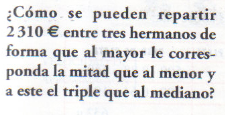 ¿Cómo se pueden repartir
2 310 € entre tres hermanos de
forma que al mayor le corres-
ponda la mitad que al menor y
a este el triple que al mediano?